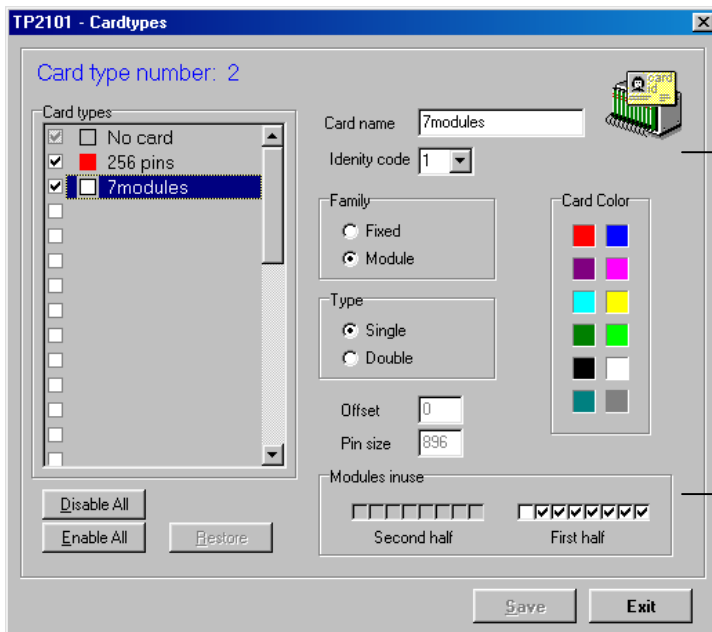 TP2101 - Cardtypes
Card type number: 2
card
id
Card types
No card
256 pins
7modules
Card name 7modules
Idenity code 1
Family
Fixed
Module
Card Color
Type
Single
Double
Offset 0
Pin size 896
Modules inuse
Second half First half
Disable All
Enable All
Restore
Save Exit